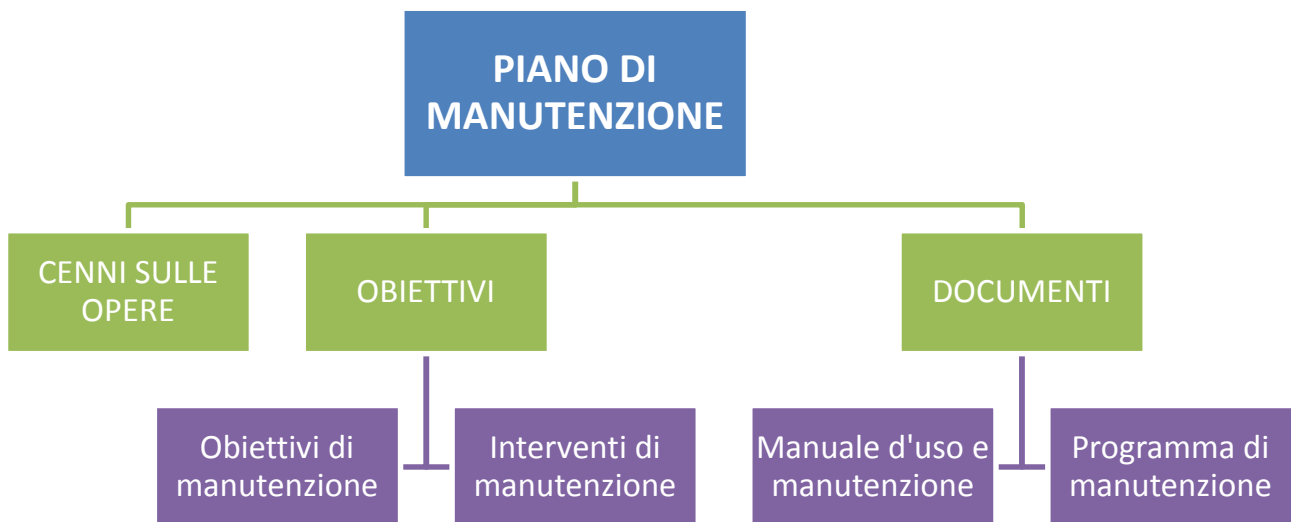 PIANO DI
MANUTENZIONE
CENNI SULLE
OPERE
OBIETTIVI
DOCUMENTI
Obiettivi di
manutenzione
Interventi di
manutenzione
Manuale d'uso e
manutenzione
Programma di
manutenzione